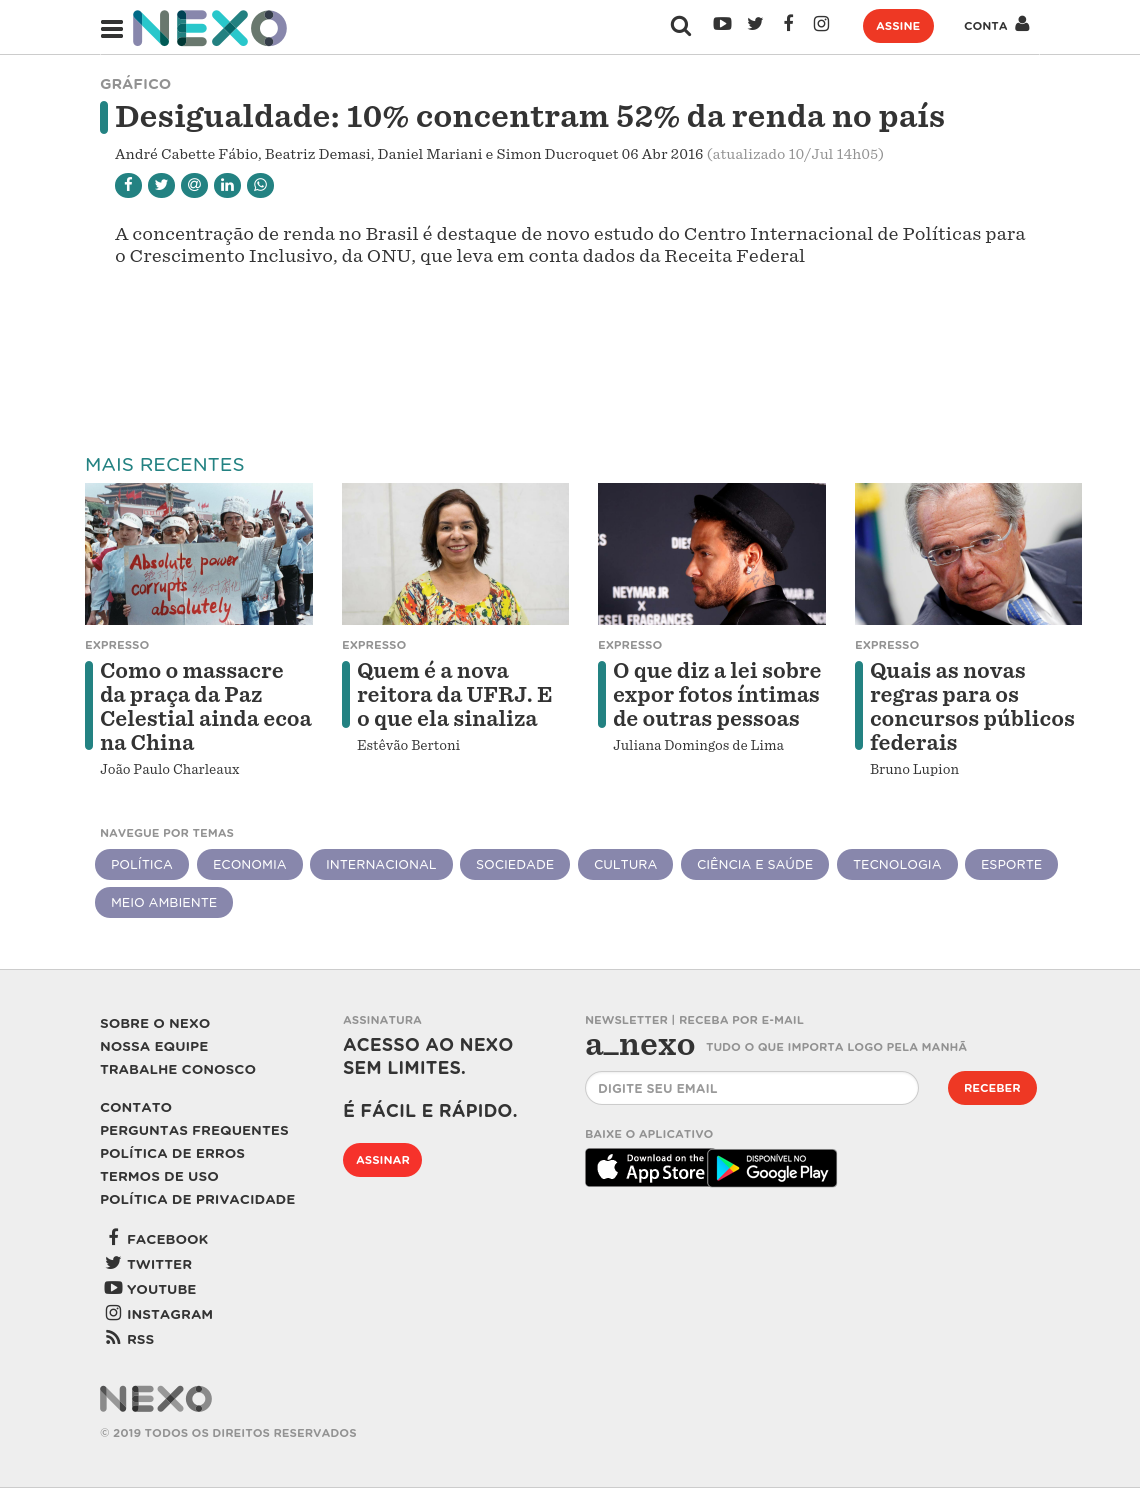 NEXO
ASSINE
CONTA
GRÁFICO
Desigualdade: 10% concentram 52% da renda no país
André Cabette Fábio, Beatriz Demasi, Daniel Mariani e Simon Ducroquet 06 Abr 2016 (atualizado 10/Jul 14h05)
A concentração de renda no Brasil é destaque de novo estudo do Centro Internacional de Políticas para
o Crescimento Inclusivo, da ONU, que leva em conta dados da Receita Federal
MAIS RECENTES
Absolute power
corrupts
absolutely
EXPRESSO
Como o massacre
da praça da Paz
Celestial ainda ecoa
na China
João Paulo Charleaux
EXPRESSO
Quem é a nova
reitora da UFRJ. E
o que ela sinaliza
Estêvão Bertoni
DIES
NEYMAR JR
X
ESEL FRAGRANCES
EXPRESSO
O que diz a lei sobre
expor fotos íntimas
de outras pessoas
Juliana Domingos de Lima
EXPRESSO
Quais as novas
regras para os
concursos públicos
federais
Bruno Lupion
NAVEGUE POR TEMAS
POLÍTICA
ECONOMIA
INTERNACIONAL
SOCIEDADE
CULTURA
CIÊNCIA E SAÚDE
TECNOLOGIA
ESPORTE
MEIO AMBIENTE
SOBRE O NEXO
NOSSA EQUIPE
TRABALHE CONOSCO
CONTATO
PERGUNTAS FREQUENTES
POLÍTICA DE ERROS
TERMOS DE USO
POLÍTICA DE PRIVACIDADE
FACEBOOK
TWITTER
YOUTUBE
INSTAGRAM
RSS
ASSINATURA
ACESSO AO NEXO
SEM LIMITES.
É FÁCIL E RÁPIDO.
ASSINAR
NEWSLETTER | RECEBA POR E-MAIL
a_nexo TUDO O QUE IMPORTA LOGO PELA MANHÃ
DIGITE SEU EMAIL
RECEBER
BAIXE O APLICATIVO
Download on the
App Store
DISPONÍVEL NO
Google Play
NEXO
© 2019 TODOS OS DIREITOS RESERVADOS